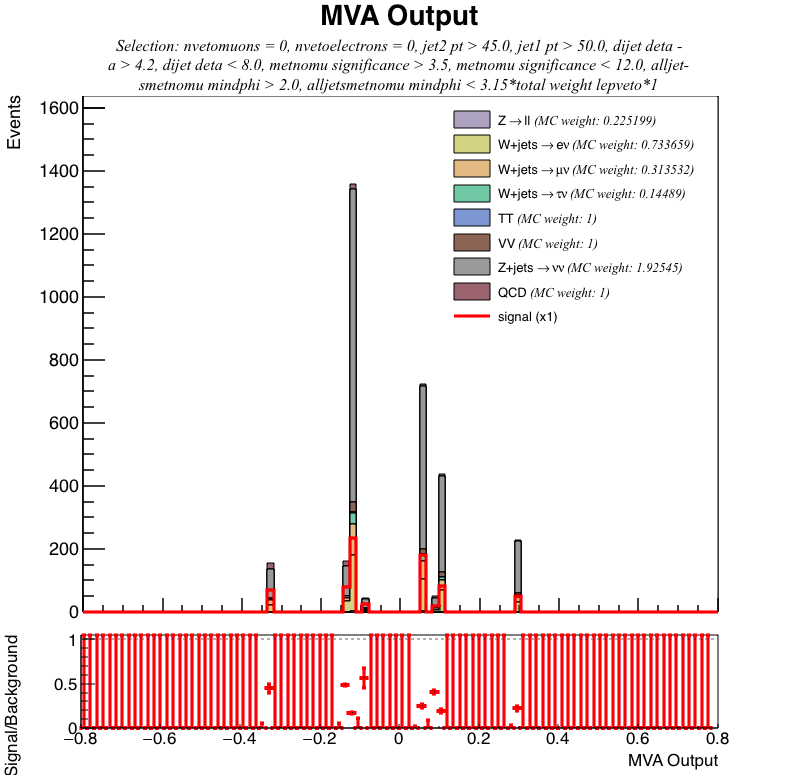 MVA Output
Selection: nvetomuons = 0, nvetoelectrons = 0, jet2 pt > 45.0, jet1 pt > 50.0, dijet deta -
a > 4.2, dijet deta < 8.0, metnomu significance > 3.5, metnomu significance < 12.0, alljet-
smetnomu mindphi > 2.0, alljetsmetnomu mindphi < 3.15*total weight lepveto*1
Events
1600
1400
1200
1000
800
600
400
200
0
Z→ll (MC weight: 0.225199)
W+jets→eν (MC weight: 0.733659)
W+jets→μν (MC weight: 0.313532)
W+jets→τν (MC weight: 0.14489)
TT (MC weight: 1)
VV (MC weight: 1)
Z+jets→νν (MC weight: 1.92545)
QCD (MC weight: 1)
signal (x1)
Signal/Background
1
0.5
0
−0.8 −0.6 −0.4 −0.2 0 0.2 0.4 0.6 0.8
MVA Output